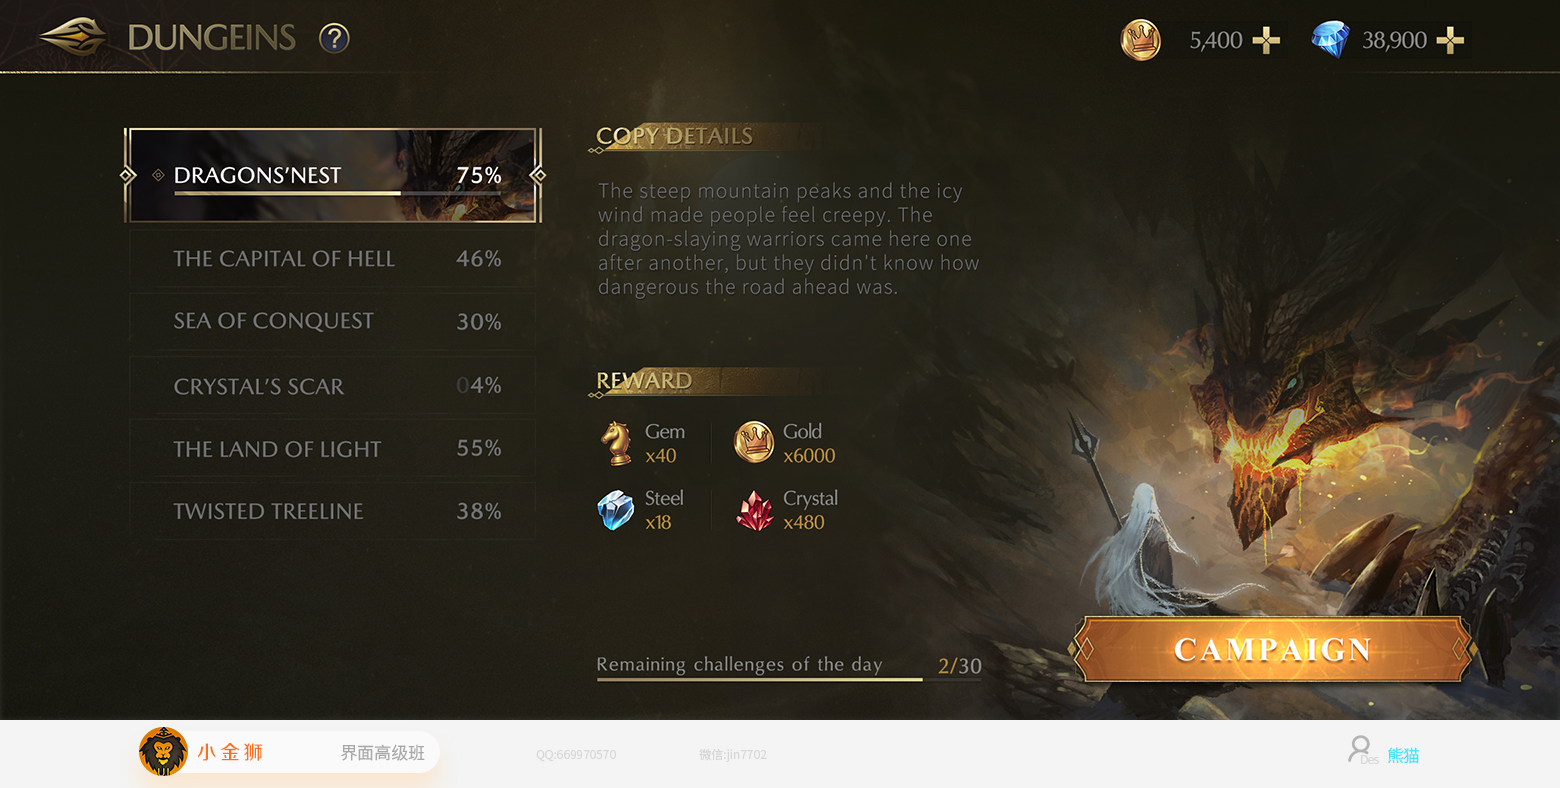 DUNGEINS ?
5,400
38,900
DRAGONS'NEST 75%
THE CAPITAL OF HELL 46%
SEA OF CONQUEST 30%
CRYSTAL'S SCAR 04%
THE LAND OF LIGHT 55%
TWISTED TREELINE 38%
COPY DETAILS
The steep mountain peaks and the icy
wind made people feel creepy. The
dragon-slaying warriors came here one
after another, but they didn't know how
dangerous the road ahead was.
REWARD
Gem
x40
Gold
x6000
Steel
x18
Crystal
x480
Remaining challenges of the day 2/30
CAMPAIGN
小金狮 界面高级班 QQ:669970570 微信:jin7702 Des 熊猫